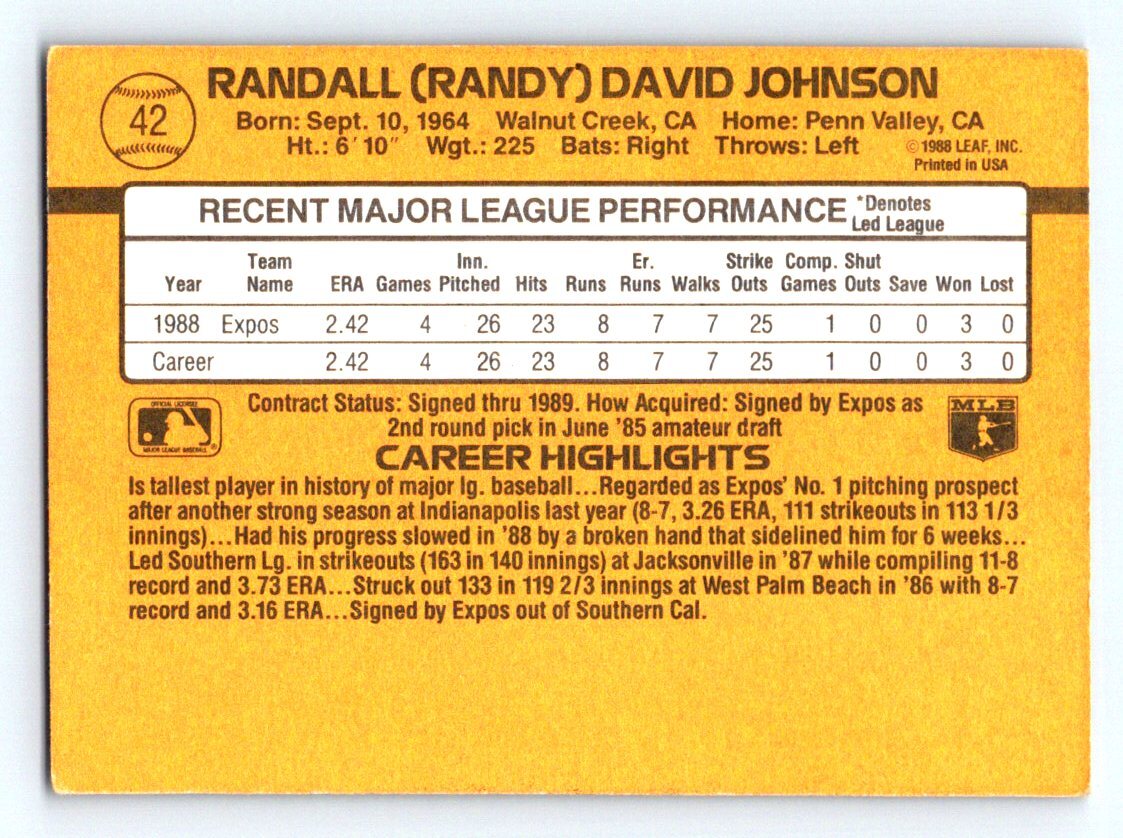 42
RANDALL (RANDY) DAVID JOHNSON
Born: Sept. 10, 1964 Walnut Creek, CA Home: Penn Valley, CA
Ht.: 6´10˝ Wgt.: 225 Bats: Right Throws: Left ©1988 LEAF, INC.
Printed in USA
RECENT MAJOR LEAGUE PERFORMANCE *Denotes
Led League
Team Inn. Er. Strike Comp. Shut
Year Name ERA Games Pitched Hits Runs Runs Walks Outs Games Outs Save Won Lost
1988 Expos 2.42 4 26 23 8 7 7 25 1 0 0 3 0
Career 2.42 4 26 23 8 7 7 25 1 0 0 3 0
OFFICIAL LICENSEE
MAJOR LEAGUE BASEBALL®
Contract Status: Signed thru 1989. How Acquired: Signed by Expos as
2nd round pick in June '85 amateur draft
MLB
CAREER HIGHLIGHTS
Is tallest player in history of major lg. baseball...Regarded as Expos' No. 1 pitching prospect
after another strong season at Indianapolis last year (8-7, 3.26 ERA, 111 strikeouts in 113 1/3
innings)...Had his progress slowed in '88 by a broken hand that sidelined him for 6 weeks...
Led Southern Lg. in strikeouts (163 in 140 innings) at Jacksonville in '87 while compiling 11-8
record and 3.73 ERA...Struck out 133 in 119 2/3 innings at West Palm Beach in '86 with 8-7
record and 3.16 ERA...Signed by Expos out of Southern Cal.